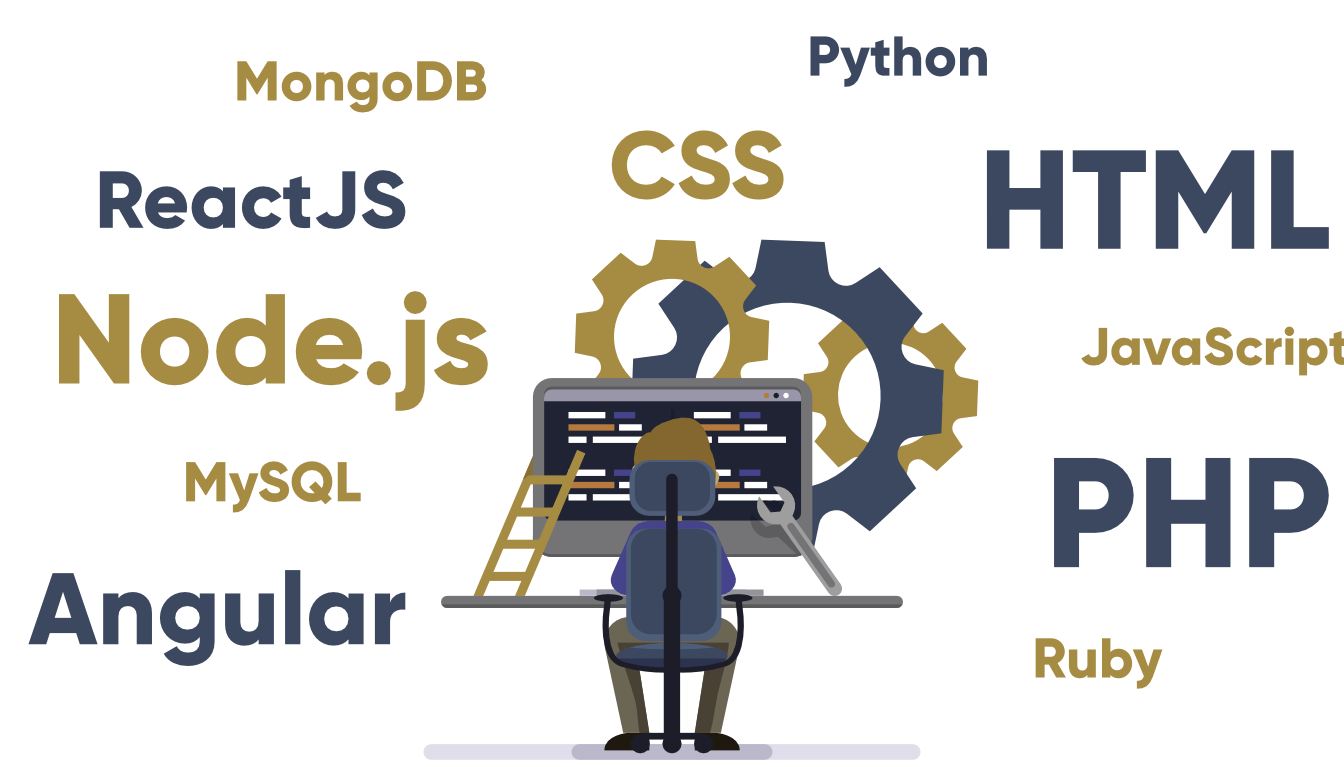 Python
MongoDB
CSS
HTML
ReactJS
Node.js
JavaScript
MySQL
PHP
Angular
Ruby